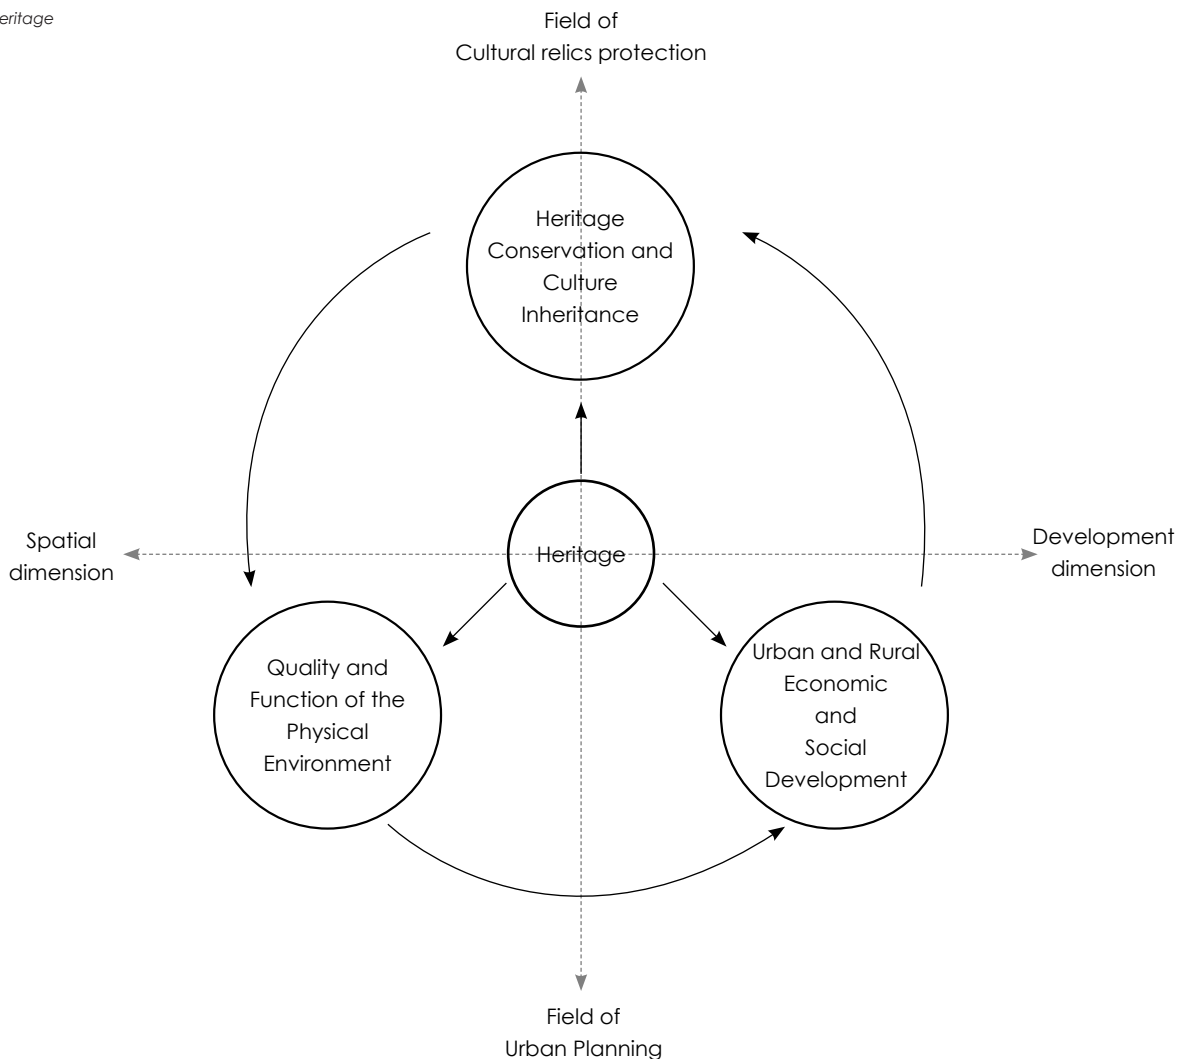 eritage
Field of
Cultural relics protection
Heritage
Conservation and
Culture
Inheritance
Spatial
dimension
Heritage
Development
dimension
Quality and
Function of the
Physical
Environment
Urban and Rural
Economic
and
Social
Development
Field of
Urban Planning